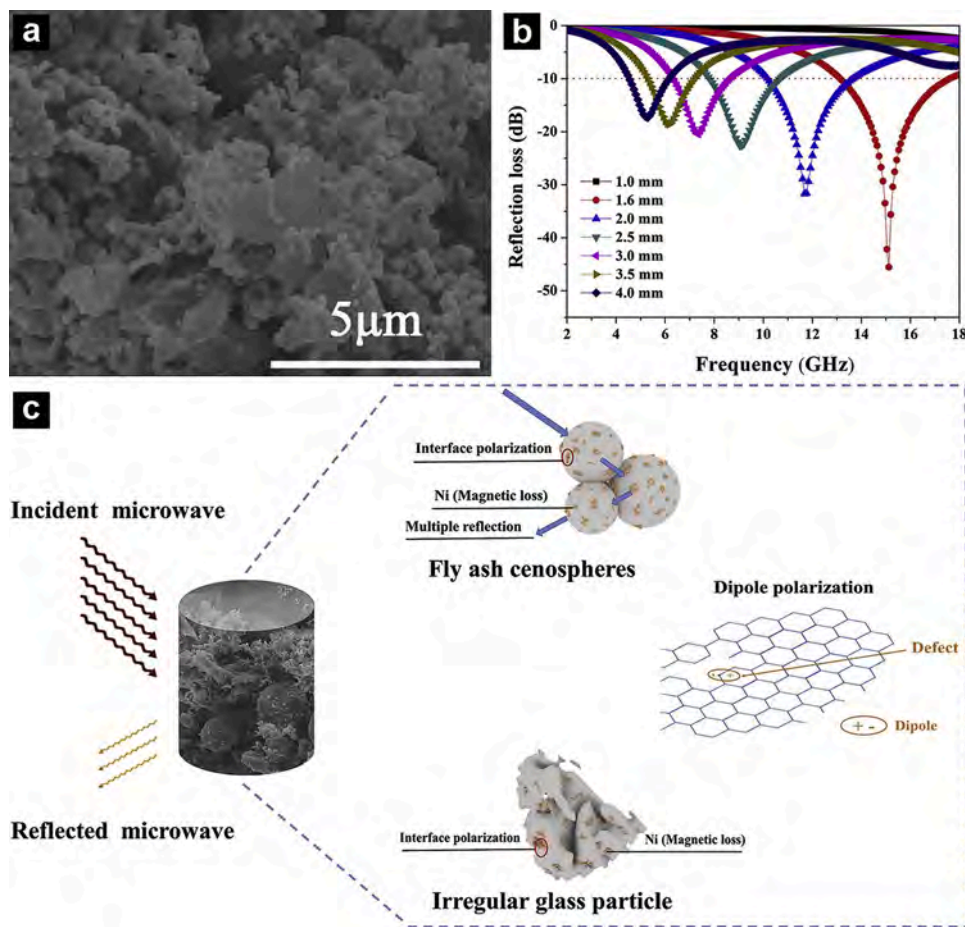 a
5μm
b
Reflection loss (dB)
0
-10
-20
-30
-40
-50
1.0 mm
1.6 mm
2.0 mm
2.5 mm
3.0 mm
3.5 mm
4.0 mm
2 4 6 8 10 12 14 16 18
Frequency (GHz)
c
Incident microwave
Reflected microwave
Interface polarization
Ni (Magnetic loss)
Multiple reflection
Fly ash cenospheres
Dipole polarization
Defect
+ -
Dipole
Interface polarization
Ni (Magnetic loss)
Irregular glass particle